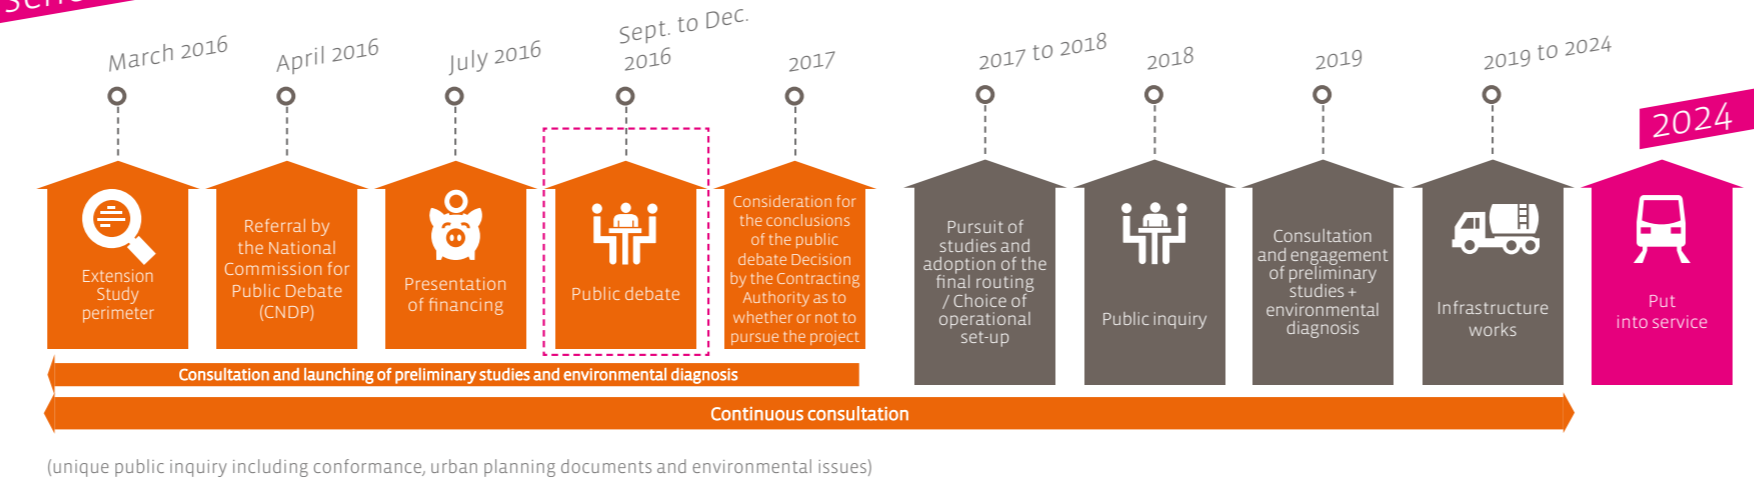 March 2016
April 2016
July 2016
Sept. to Dec.
2016
2017
2017 to 2018
2018
2019
2019 to 2024
2024
Extension
Study
perimeter
Referral by
the National
Commission for
Public Debate
(CNDP)
Presentation
of financing
Public debate
Consideration for
the conclusions
of the public
debate Decision
by the Contracting
Authority as to
whether or not to
pursue the project
Pursuit of
studies and
adoption of the
final routing
/ Choice of
operational
set-up
Public inquiry
Consultation
and engagement
of preliminary
studies +
environmental
diagnosis
Infrastructure
works
Put
into service
Consultation and launching of preliminary studies and environmental diagnosis
Continuous consultation
(unique public inquiry including conformance, urban planning documents and environmental issues)